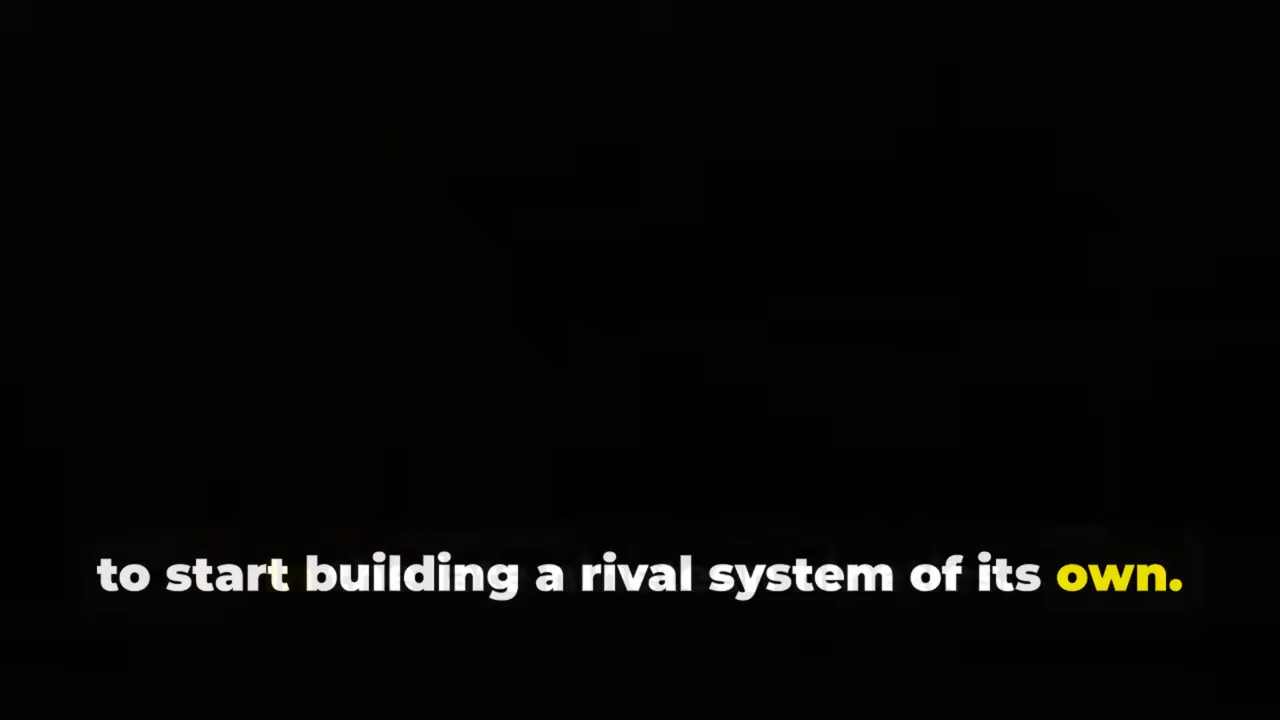 to start building a rival system of its own.